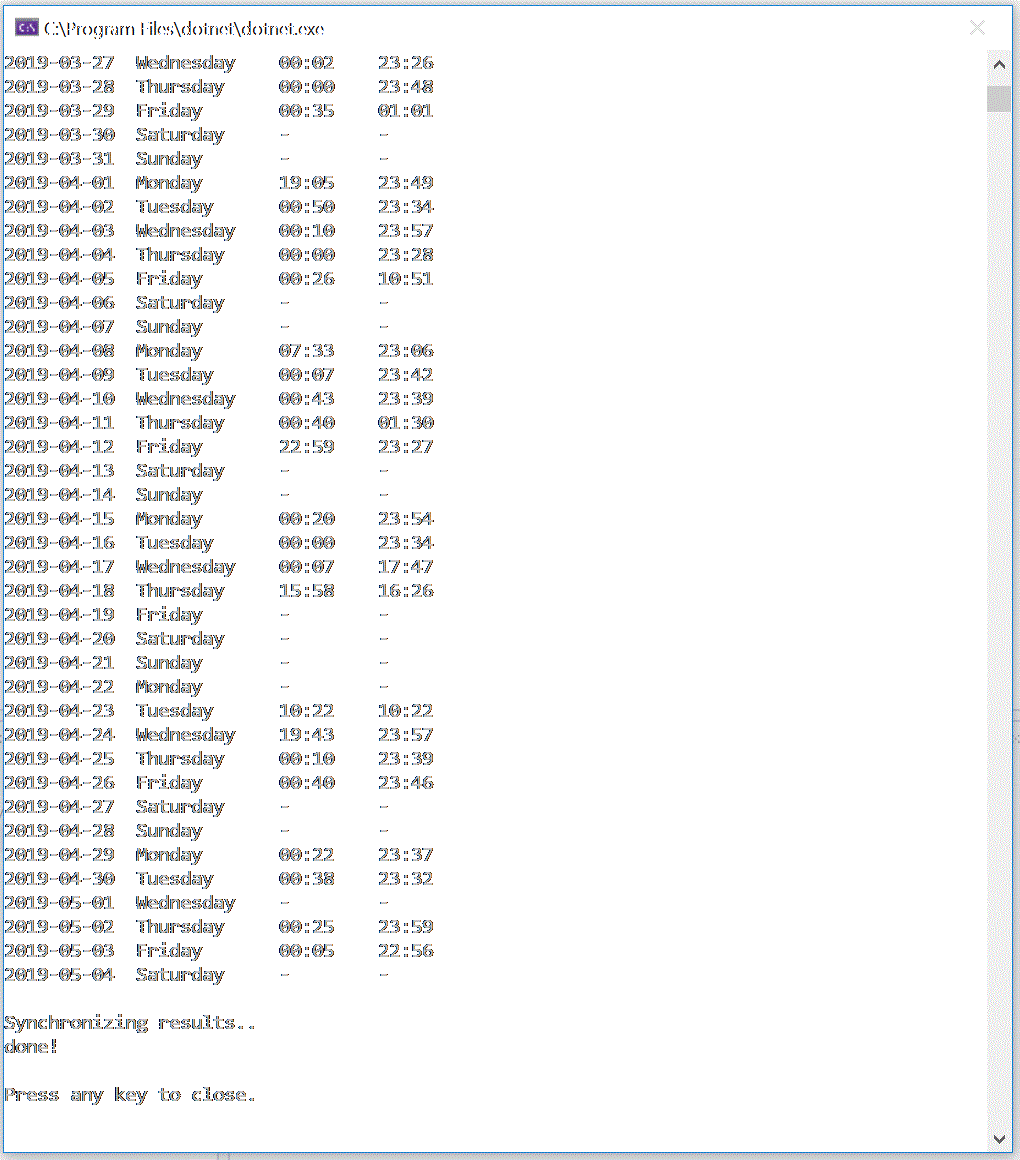 C:\Program Files\dotnet\dotnet.exe
2019-03-27 Wednesday 00:02 23:26
2019-03-28 Thursday 00:00 23:48
2019-03-29 Friday 00:35 01:01
2019-03-30 Saturday - -
2019-03-31 Sunday - -
2019-04-01 Monday 19:05 23:49
2019-04-02 Tuesday 00:50 23:34
2019-04-03 Wednesday 00:10 23:57
2019-04-04 Thursday 00:00 23:28
2019-04-05 Friday 00:26 10:51
2019-04-06 Saturday - -
2019-04-07 Sunday - -
2019-04-08 Monday 07:33 23:06
2019-04-09 Tuesday 00:07 23:42
2019-04-10 Wednesday 00:43 23:39
2019-04-11 Thursday 00:40 01:30
2019-04-12 Friday 22:59 23:27
2019-04-13 Saturday - -
2019-04-14 Sunday - -
2019-04-15 Monday 00:20 23:54
2019-04-16 Tuesday 00:00 23:34
2019-04-17 Wednesday 00:07 17:47
2019-04-18 Thursday 15:58 16:26
2019-04-19 Friday - -
2019-04-20 Saturday - -
2019-04-21 Sunday - -
2019-04-22 Monday - -
2019-04-23 Tuesday 10:22 10:22
2019-04-24 Wednesday 19:43 23:57
2019-04-25 Thursday 00:10 23:39
2019-04-26 Friday 00:40 23:46
2019-04-27 Saturday - -
2019-04-28 Sunday - -
2019-04-29 Monday 00:22 23:37
2019-04-30 Tuesday 00:38 23:32
2019-05-01 Wednesday - -
2019-05-02 Thursday 00:25 23:59
2019-05-03 Friday 00:05 22:56
2019-05-04 Saturday - -
Synchronizing results..
done!
Press any key to close.